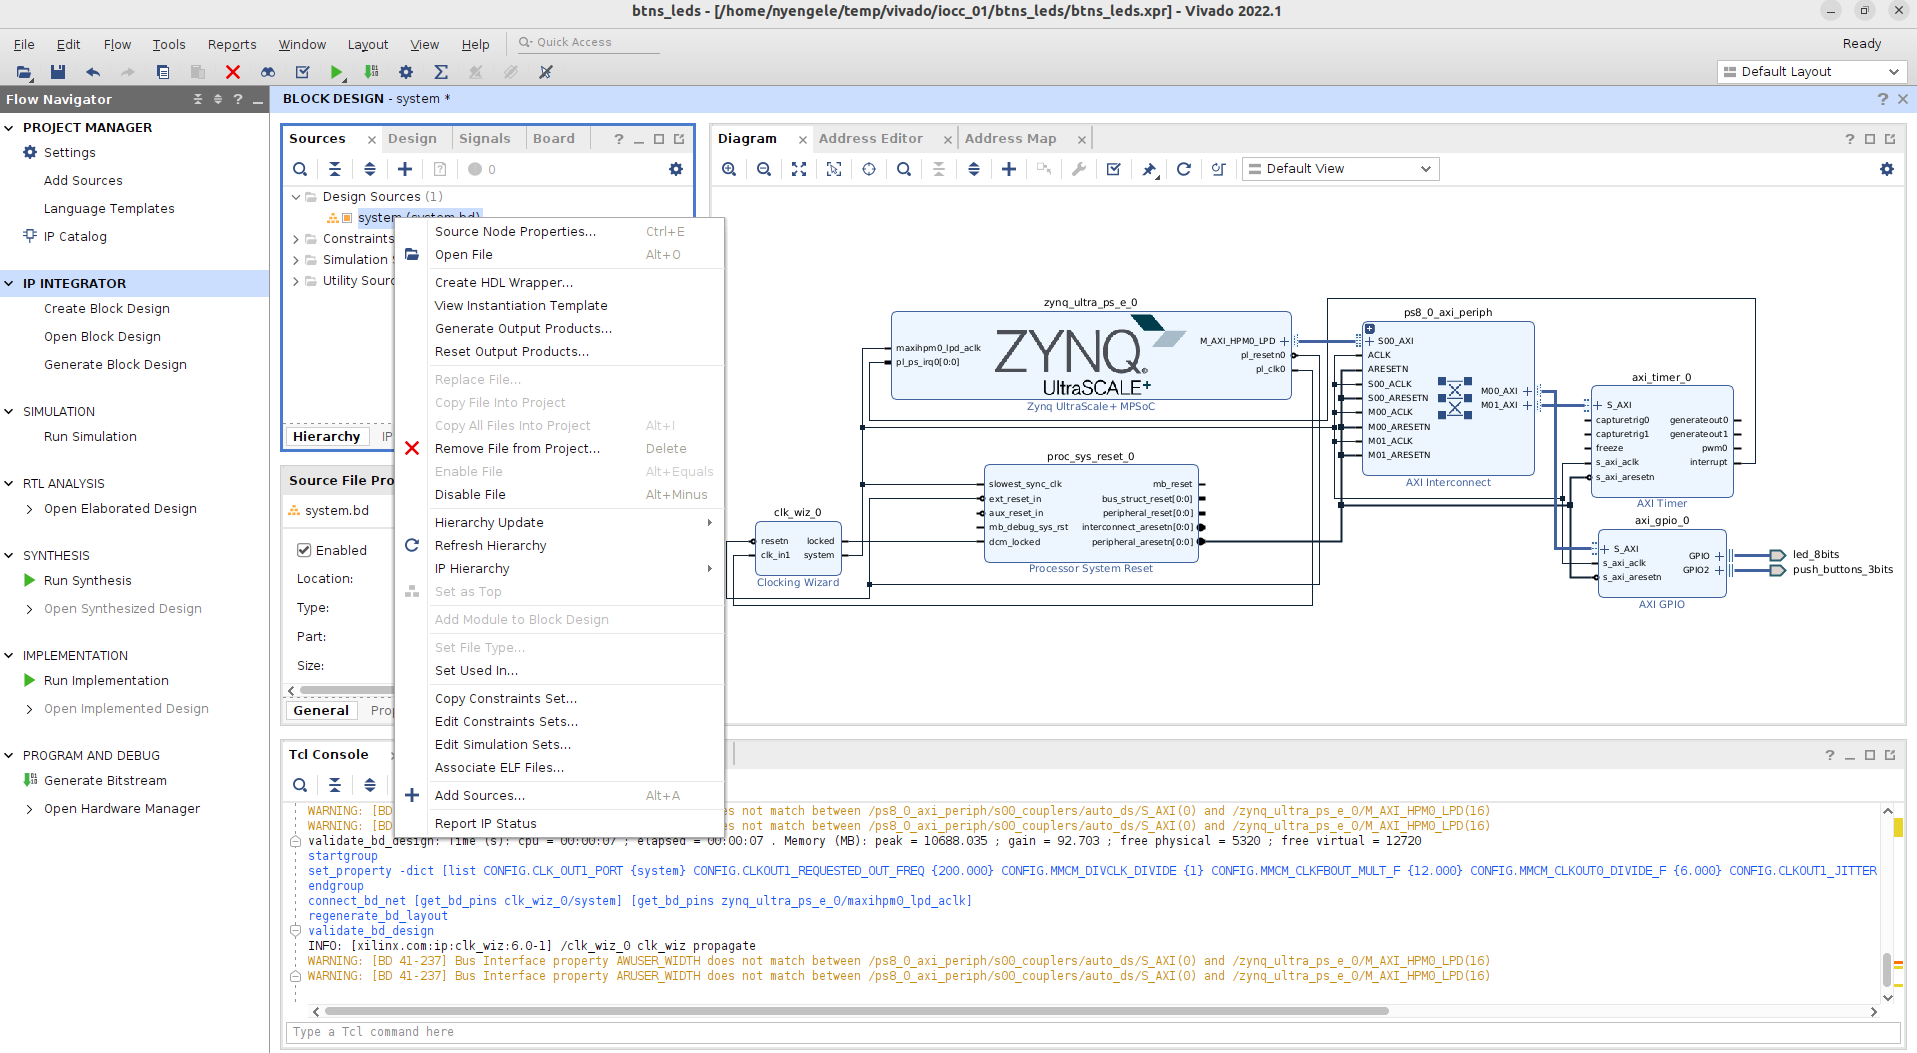 btns_leds - [/home/nyengele/temp/vivado/iocc_01/btns_leds/btns_leds.xpr] - Vivado 2022.1
File Edit Flow Tools Reports Window Layout View Help Quick Access Ready
Default Layout
Flow Navigator
PROJECT MANAGER
Settings
Add Sources
Language Templates
IP Catalog
IP INTEGRATOR
Create Block Design
Open Block Design
Generate Block Design
SIMULATION
Run Simulation
RTL ANALYSIS
Open Elaborated Design
SYNTHESIS
Run Synthesis
Open Synthesized Design
IMPLEMENTATION
Run Implementation
Open Implemented Design
PROGRAM AND DEBUG
Generate Bitstream
Open Hardware Manager
BLOCK DESIGN - system *
Sources Design Signals Board
0
Design Sources (1)
system (system.bd)
Constraints
Simulation
Utility
Hierarchy IP
Source File
system.bd
Enabled
Location:
Type:
Part:
Size:
General
Source Node Properties... Ctrl+E
Open File Alt+O
Create HDL Wrapper...
View Instantiation Template
Generate Output Products...
Reset Output Products...
Replace File...
Copy File Into Project
Copy All Files Into Project Alt+I
Remove File from Project... Delete
Enable File Alt+Equals
Disable File Alt+Minus
Hierarchy Update
Refresh Hierarchy
IP Hierarchy
Set as Top
Add Module to Block Design
Set File Type...
Set Used In...
Copy Constraints Set...
Edit Constraints Sets...
Edit Simulation Sets...
Associate ELF Files...
Add Sources... Alt+A
Report IP Status
Diagram Address Editor Address Map
Default View
zynq_ultra_ps_e_0
maxihpm0_lpd_aclk
pl_ps_irq0[0:0]
ZYNQ
UltraSCALE+
M_AXI_HPM0_LPD
pl_resetn0
pl_clk0
Zynq UltraScale+ MPSoC
ps8_0_axi_periph
S00_AXI
ACLK
ARESETN
S00_ACLK
S00_ARESETN
M00_ACLK
M00_ARESETN
M01_ACLK
M01_ARESETN
M00_AXI
M01_AXI
AXI Interconnect
axi_timer_0
S_AXI
capturetrig0
capturetrig1
freeze
s_axi_aclk
s_axi_aresetn
generateout0
generateout1
pwm0
interrupt
AXI Timer
proc_sys_reset_0
slowest_sync_clk
ext_reset_in
aux_reset_in
mb_debug_sys_rst
dcm_locked
mb_reset
bus_struct_reset[0:0]
peripheral_reset[0:0]
interconnect_aresetn[0:0]
peripheral_aresetn[0:0]
Processor System Reset
clk_wiz_0
resetn
clk_in1
locked
system
Clocking Wizard
axi_gpio_0
S_AXI
s_axi_aclk
s_axi_aresetn
GPIO
GPIO2
AXI GPIO
led_8bits
push_buttons_3bits
Tcl Console
WARNING: [BD es not match between /ps8_0_axi_periph/s00_couplers/auto_ds/S_AXI(0) and /zynq_ultra_ps_e_0/M_AXI_HPM0_LPD(16)
WARNING: [BD es not match between /ps8_0_axi_periph/s00_couplers/auto_ds/S_AXI(0) and /zynq_ultra_ps_e_0/M_AXI_HPM0_LPD(16)
validate_bd_design: Time (s): cpu = 00:00:07 ; elapsed = 00:00:07 . Memory (MB): peak = 10688.035 ; gain = 92.703 ; free physical = 5320 ; free virtual = 12720
startgroup
set_property -dict [list CONFIG.CLK_OUT1_PORT {system} CONFIG.CLKOUT1_REQUESTED_OUT_FREQ {200.000} CONFIG.MMCM_DIVCLK_DIVIDE {1} CONFIG.MMCM_CLKFBOUT_MULT_F {12.000} CONFIG.MMCM_CLKOUT0_DIVIDE_F {6.000} CONFIG.CLKOUT1_JITTER
endgroup
connect_bd_net [get_bd_pins clk_wiz_0/system] [get_bd_pins zynq_ultra_ps_e_0/maxihpm0_lpd_aclk]
regenerate_bd_layout
validate_bd_design
INFO: [xilinx.com:ip:clk_wiz:6.0-1] /clk_wiz_0 clk_wiz propagate
WARNING: [BD 41-237] Bus Interface property AWUSER_WIDTH does not match between /ps8_0_axi_periph/s00_couplers/auto_ds/S_AXI(0) and /zynq_ultra_ps_e_0/M_AXI_HPM0_LPD(16)
WARNING: [BD 41-237] Bus Interface property ARUSER_WIDTH does not match between /ps8_0_axi_periph/s00_couplers/auto_ds/S_AXI(0) and /zynq_ultra_ps_e_0/M_AXI_HPM0_LPD(16)
Type a Tcl command here